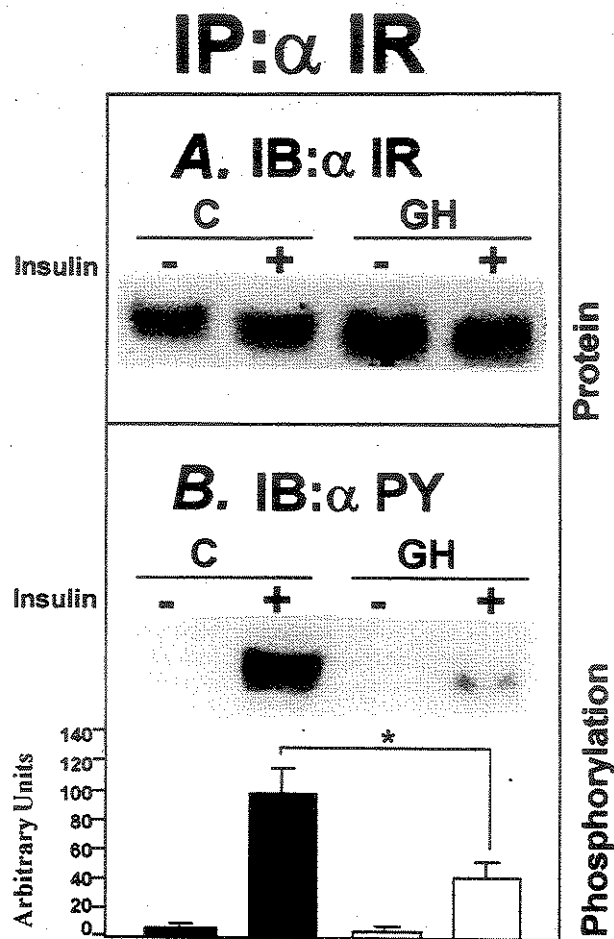 IP:α IR
A. IB:α IR
C GH
Insulin - + - +
Protein
B. IB:α PY
C GH
Insulin - + - +
Phosphorylation
Arbitrary Units
140
*
120
100
80
60
40
20
0